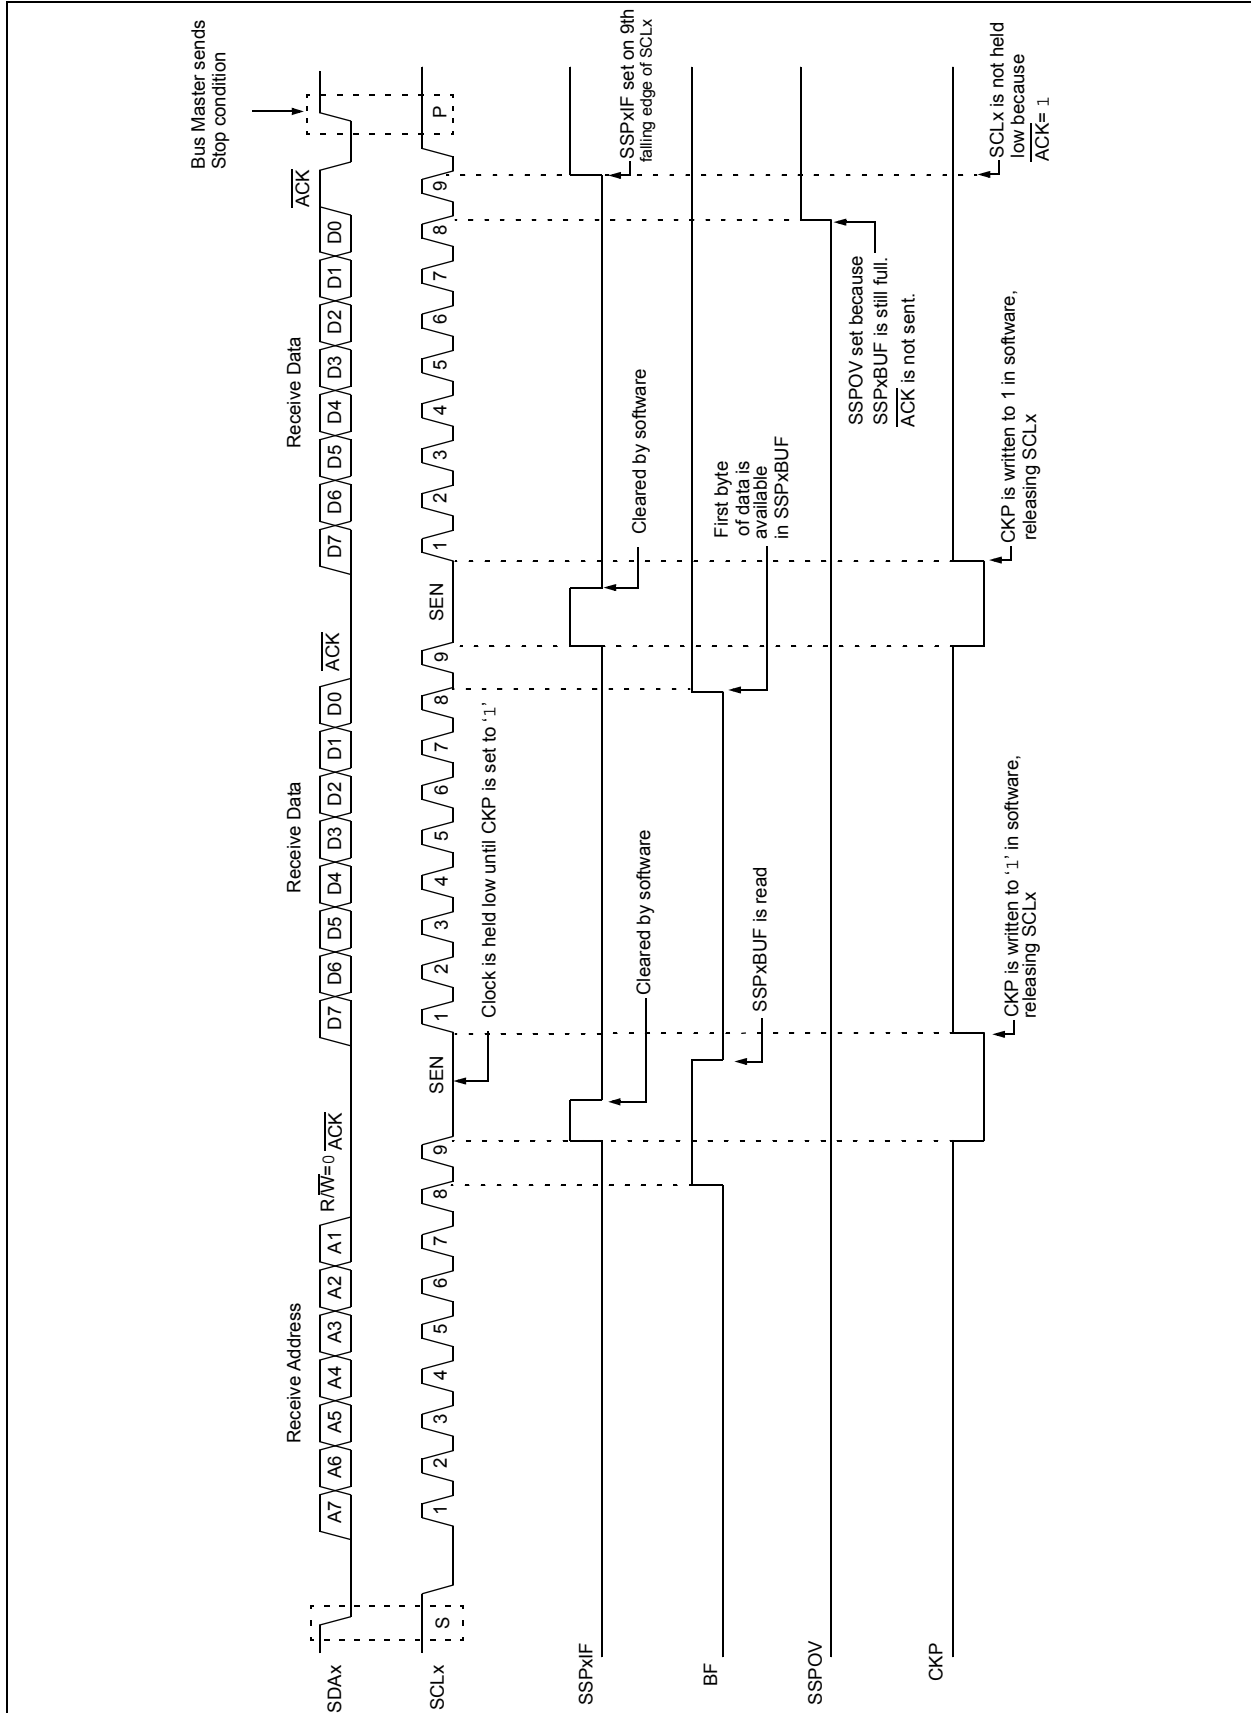 Bus Master sends
Stop condition
Receive Address
R/W=0
ACK
Receive Data
ACK
Receive Data
ACK
SDAx
A7 A6 A5 A4 A3 A2 A1
D7 D6 D5 D4 D3 D2 D1 D0
D7 D6 D5 D4 D3 D2 D1 D0
SCLx
S
1 2 3 4 5 6 7 8 9
SEN
1 2 3 4 5 6 7 8 9
SEN
1 2 3 4 5 6 7 8 9
P
Clock is held low until CKP is set to ‘1’
SSPxIF
Cleared by software
Cleared by software
SSPxIF set on 9th
falling edge of SCLx
BF
SSPxBUF is read
First byte
of data is
available
in SSPxBUF
SSPOV
SSPOV set because
SSPxBUF is still full.
ACK is not sent.
CKP
CKP is written to ‘1’ in software,
releasing SCLx
CKP is written to 1 in software,
releasing SCLx
SCLx is not held
low because
ACK= 1